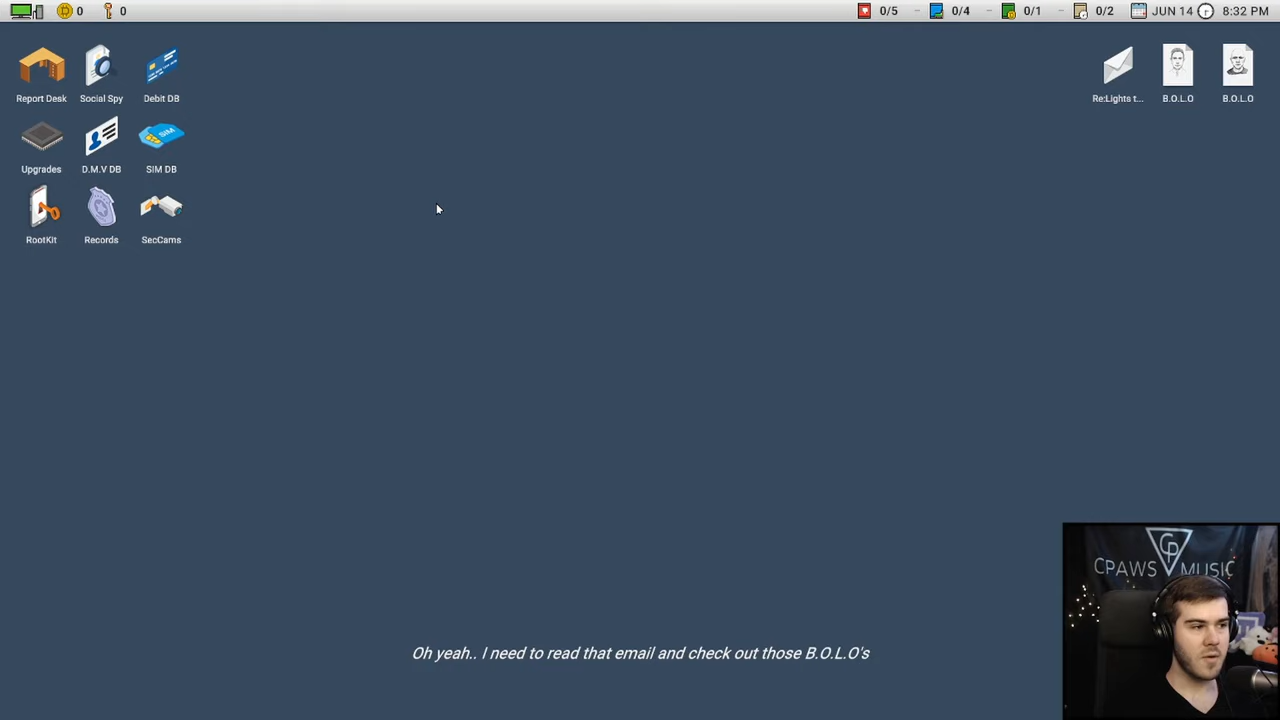 0 0 0/5 0/4 0/1 0/2 JUN 14 8:32 PM
Report Desk Social Spy Debit DB
Re:Lights t... B.O.L.O B.O.L.O
SIM
Upgrades D.M.V DB SIM DB
RootKit Records SecCams
CP
CPAWS MUSIC
Oh yeah.. I need to read that email and check out those B.O.L.O's